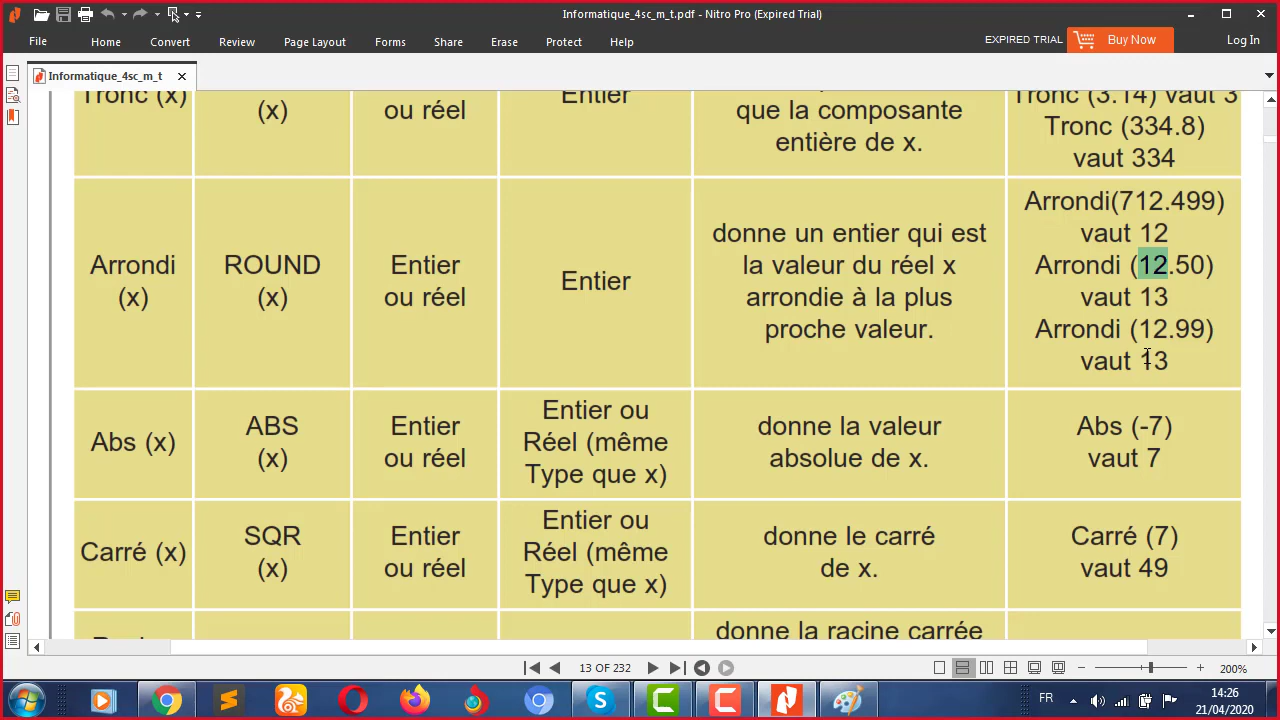 Informatique_4sc_m_t.pdf - Nitro Pro (Expired Trial)
File Home Convert Review Page Layout Forms Share Erase Protect Help EXPIRED TRIAL Buy Now Log In
Informatique_4sc_m_t
Tronc (x)
(x)
ou réel
Entier
que la composante
entière de x.
Tronc (3.14) vaut 3
Tronc (334.8)
vaut 334
Arrondi
(x)
ROUND
(x)
Entier
ou réel
Entier
donne un entier qui est
la valeur du réel x
arrondie à la plus
proche valeur.
Arrondi(712.499)
vaut 12
Arrondi (12.50)
vaut 13
Arrondi (12.99)
vaut 13
Abs (x)
ABS
(x)
Entier
ou réel
Entier ou
Réel (même
Type que x)
donne la valeur
absolue de x.
Abs (-7)
vaut 7
Carré (x)
SQR
(x)
Entier
ou réel
Entier ou
Réel (même
Type que x)
donne le carré
de x.
Carré (7)
vaut 49
donne la racine carrée
13 OF 232
200%
FR
14:26
21/04/2020